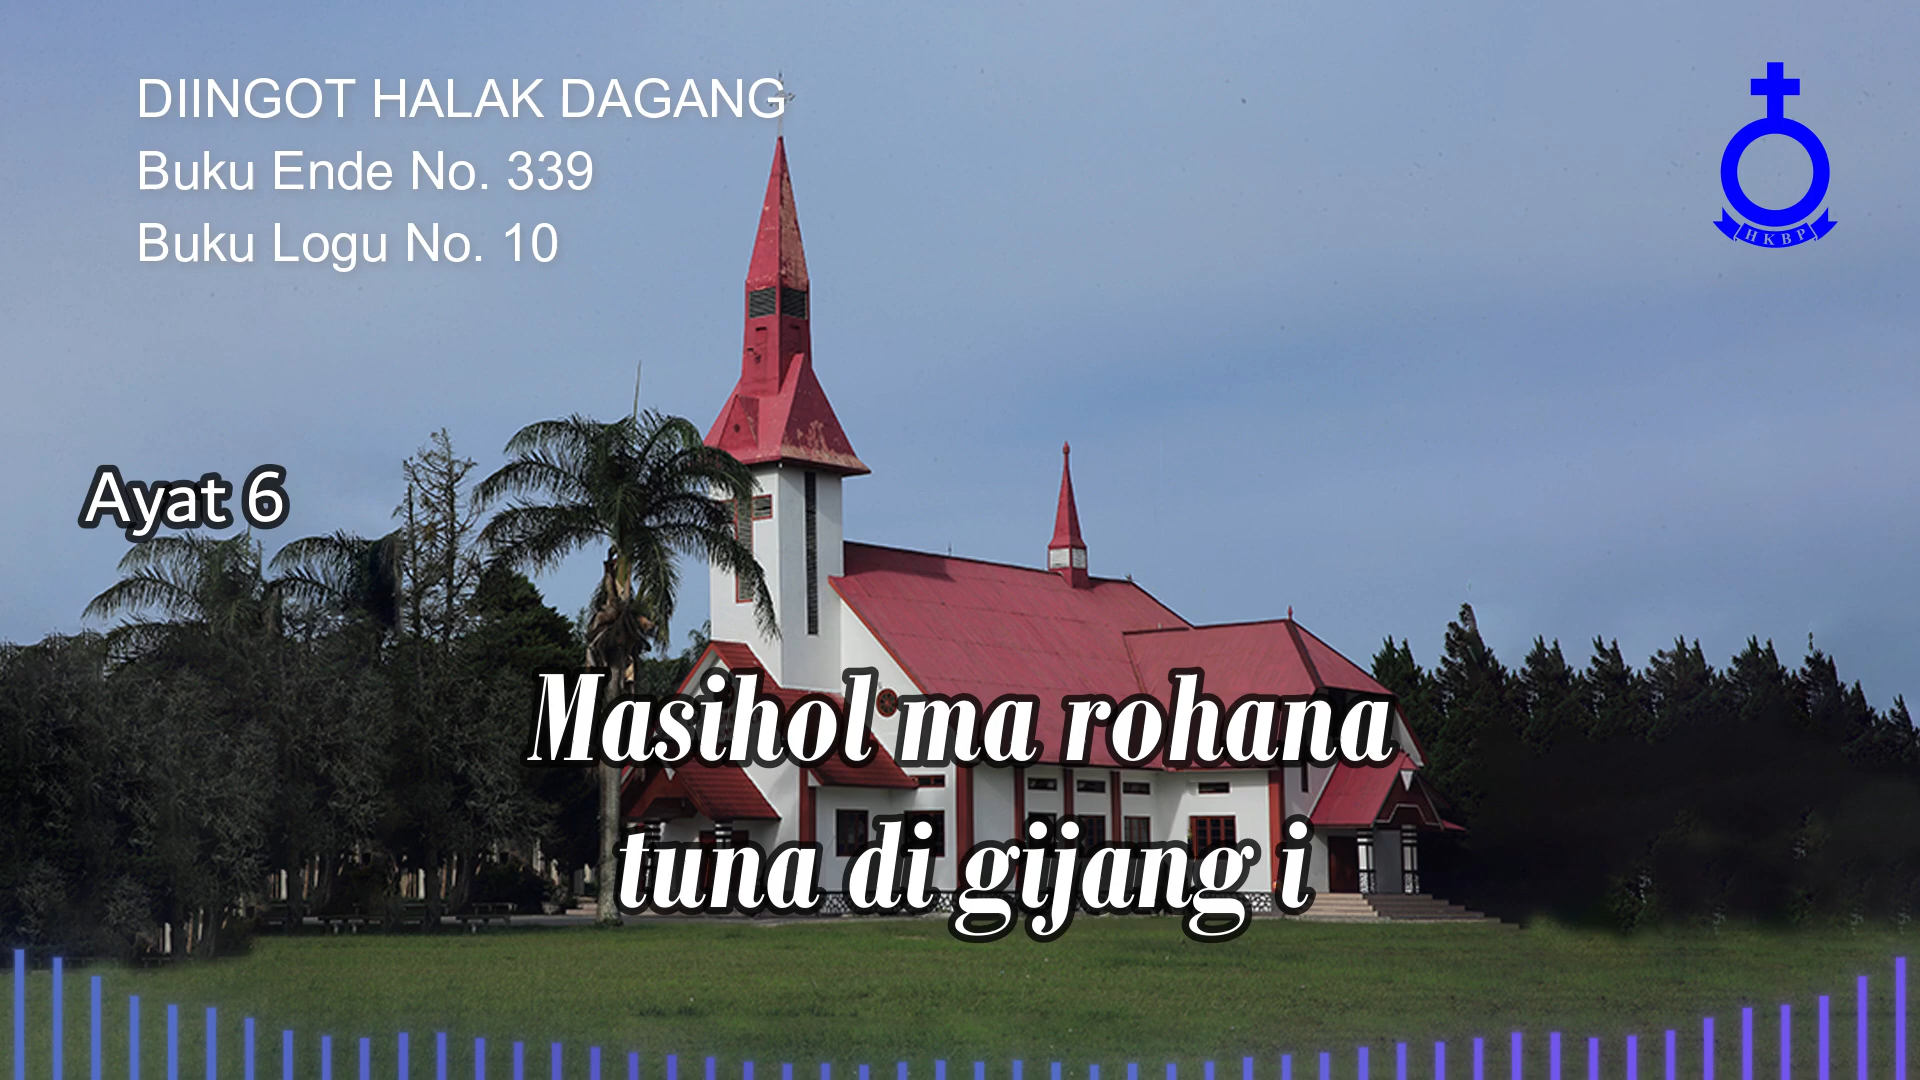 DIINGOT HALAK DAGANG
Buku Ende No. 339
Buku Logu No. 10
HKBP
Ayat 6
Masihol ma rohana
tuna di gijang i